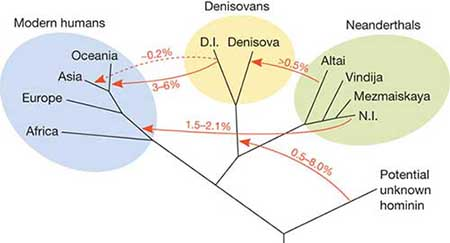 Modern humans
Denisovans
Neanderthals
Oceania
~0.2%
D.I.
Denisova
>0.5%
Altai
Asia
3–6%
Vindija
Mezmaiskaya
Europe
N.I.
1.5–2.1%
Africa
0.5–8.0%
Potential
unknown
hominin